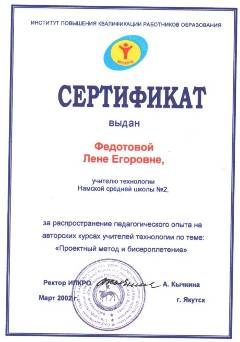 ИНСТИТУТ ПОВЫШЕНИЯ КВАЛИФИКАЦИИ РАБОТНИКОВ ОБРАЗОВАНИЯ
СЕРТИФИКАТ
выдан
Федотовой
Лене Егоровне,
учителю технологии
Намской средней школы №2,
за распространение педагогического опыта на
авторских курсах учителей технологии по теме:
«Проектный метод и бисероплетение»
Ректор ИПКРО А. Кычкина
Март 2002 г. г. Якутск